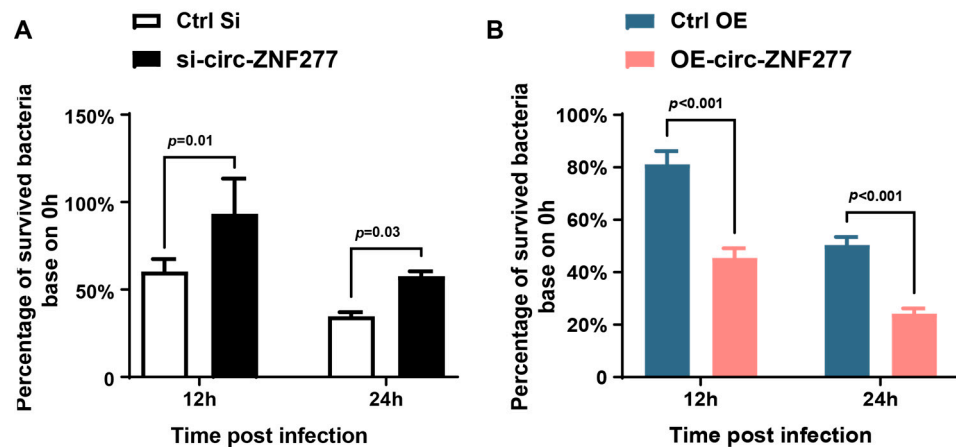 A
Ctrl Si
si-circ-ZNF277
Percentage of survived bacteria
base on 0h
150%
100%
50%
0
p=0.01
p=0.03
12h
24h
Time post infection
B
Ctrl OE
OE-circ-ZNF277
Percentage of survived bacteria
base on 0h
100%
80%
60%
40%
20%
0
p<0.001
p<0.001
12h
24h
Time post infection